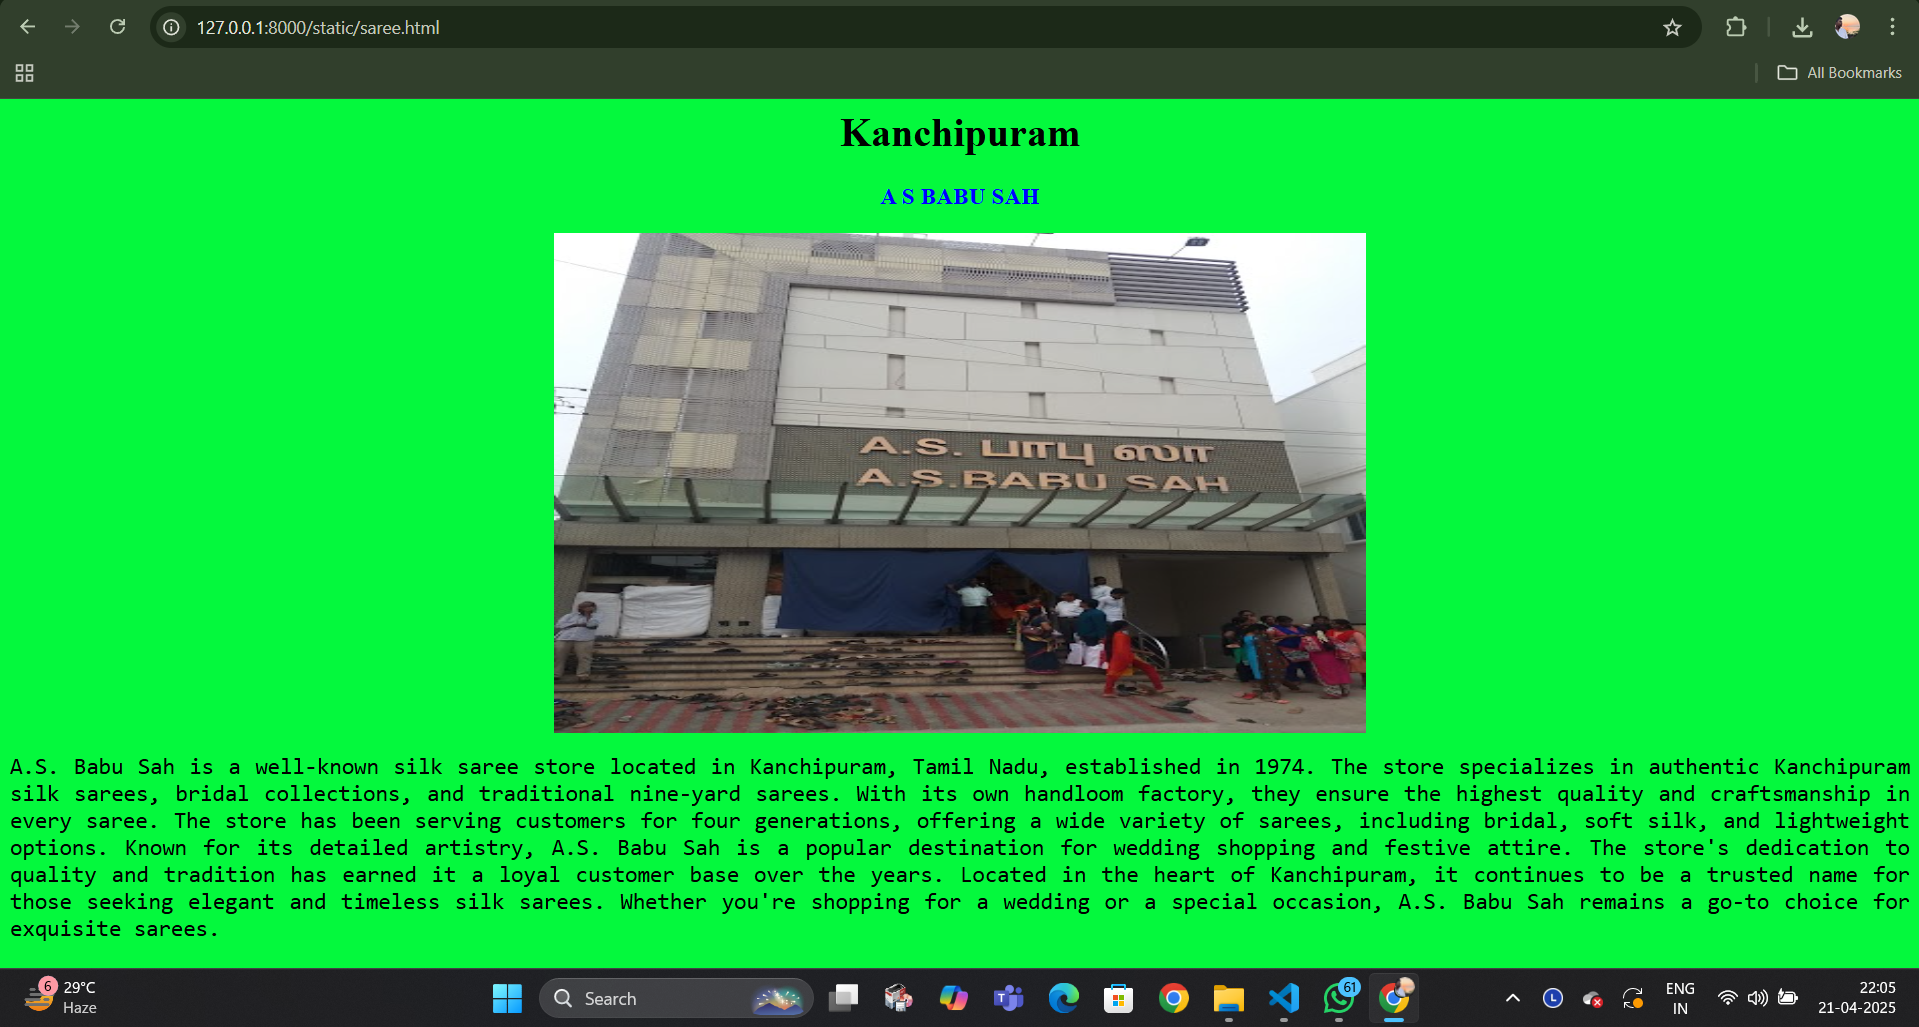 127.0.0.1:8000/static/saree.html
All Bookmarks
Kanchipuram
A S BABU SAH
A.S. பாபு ஸா
A.S.BABU SAH
A.S. Babu Sah is a well-known silk saree store located in Kanchipuram, Tamil Nadu, established in 1974. The store specializes in authentic Kanchipuram
silk sarees, bridal collections, and traditional nine-yard sarees. With its own handloom factory, they ensure the highest quality and craftsmanship in
every saree. The store has been serving customers for four generations, offering a wide variety of sarees, including bridal, soft silk, and lightweight
options. Known for its detailed artistry, A.S. Babu Sah is a popular destination for wedding shopping and festive attire. The store's dedication to
quality and tradition has earned it a loyal customer base over the years. Located in the heart of Kanchipuram, it continues to be a trusted name for
those seeking elegant and timeless silk sarees. Whether you're shopping for a wedding or a special occasion, A.S. Babu Sah remains a go-to choice for
exquisite sarees.
6
29°C
Haze
Search
T
61
L
ENG
IN
22:05
21-04-2025